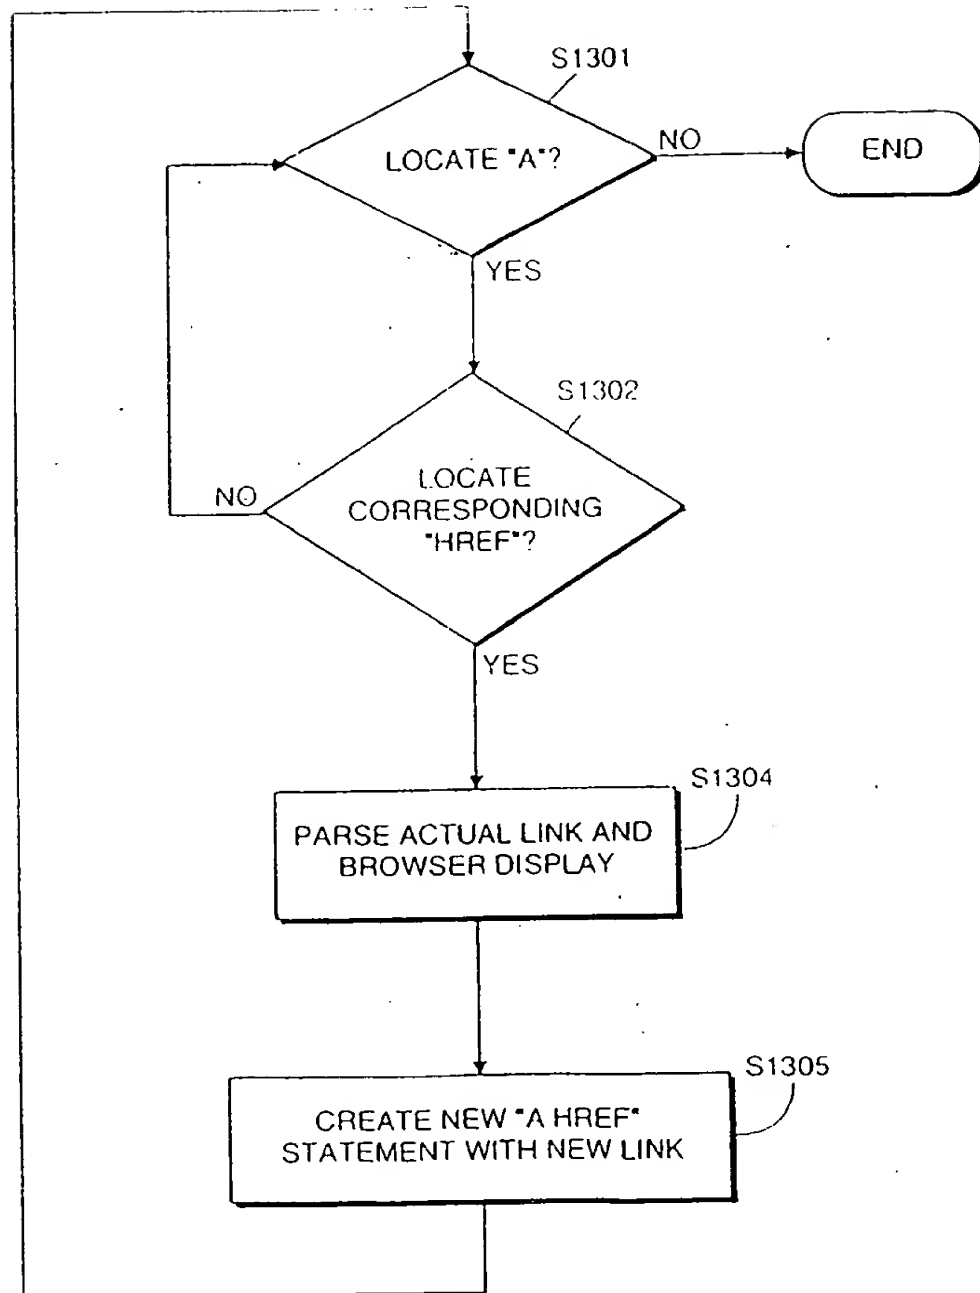 S1301
LOCATE "A"?
NO
END
YES
S1302
LOCATE
CORRESPONDING
"HREF"?
NO
YES
S1304
PARSE ACTUAL LINK AND
BROWSER DISPLAY
S1305
CREATE NEW "A HREF"
STATEMENT WITH NEW LINK